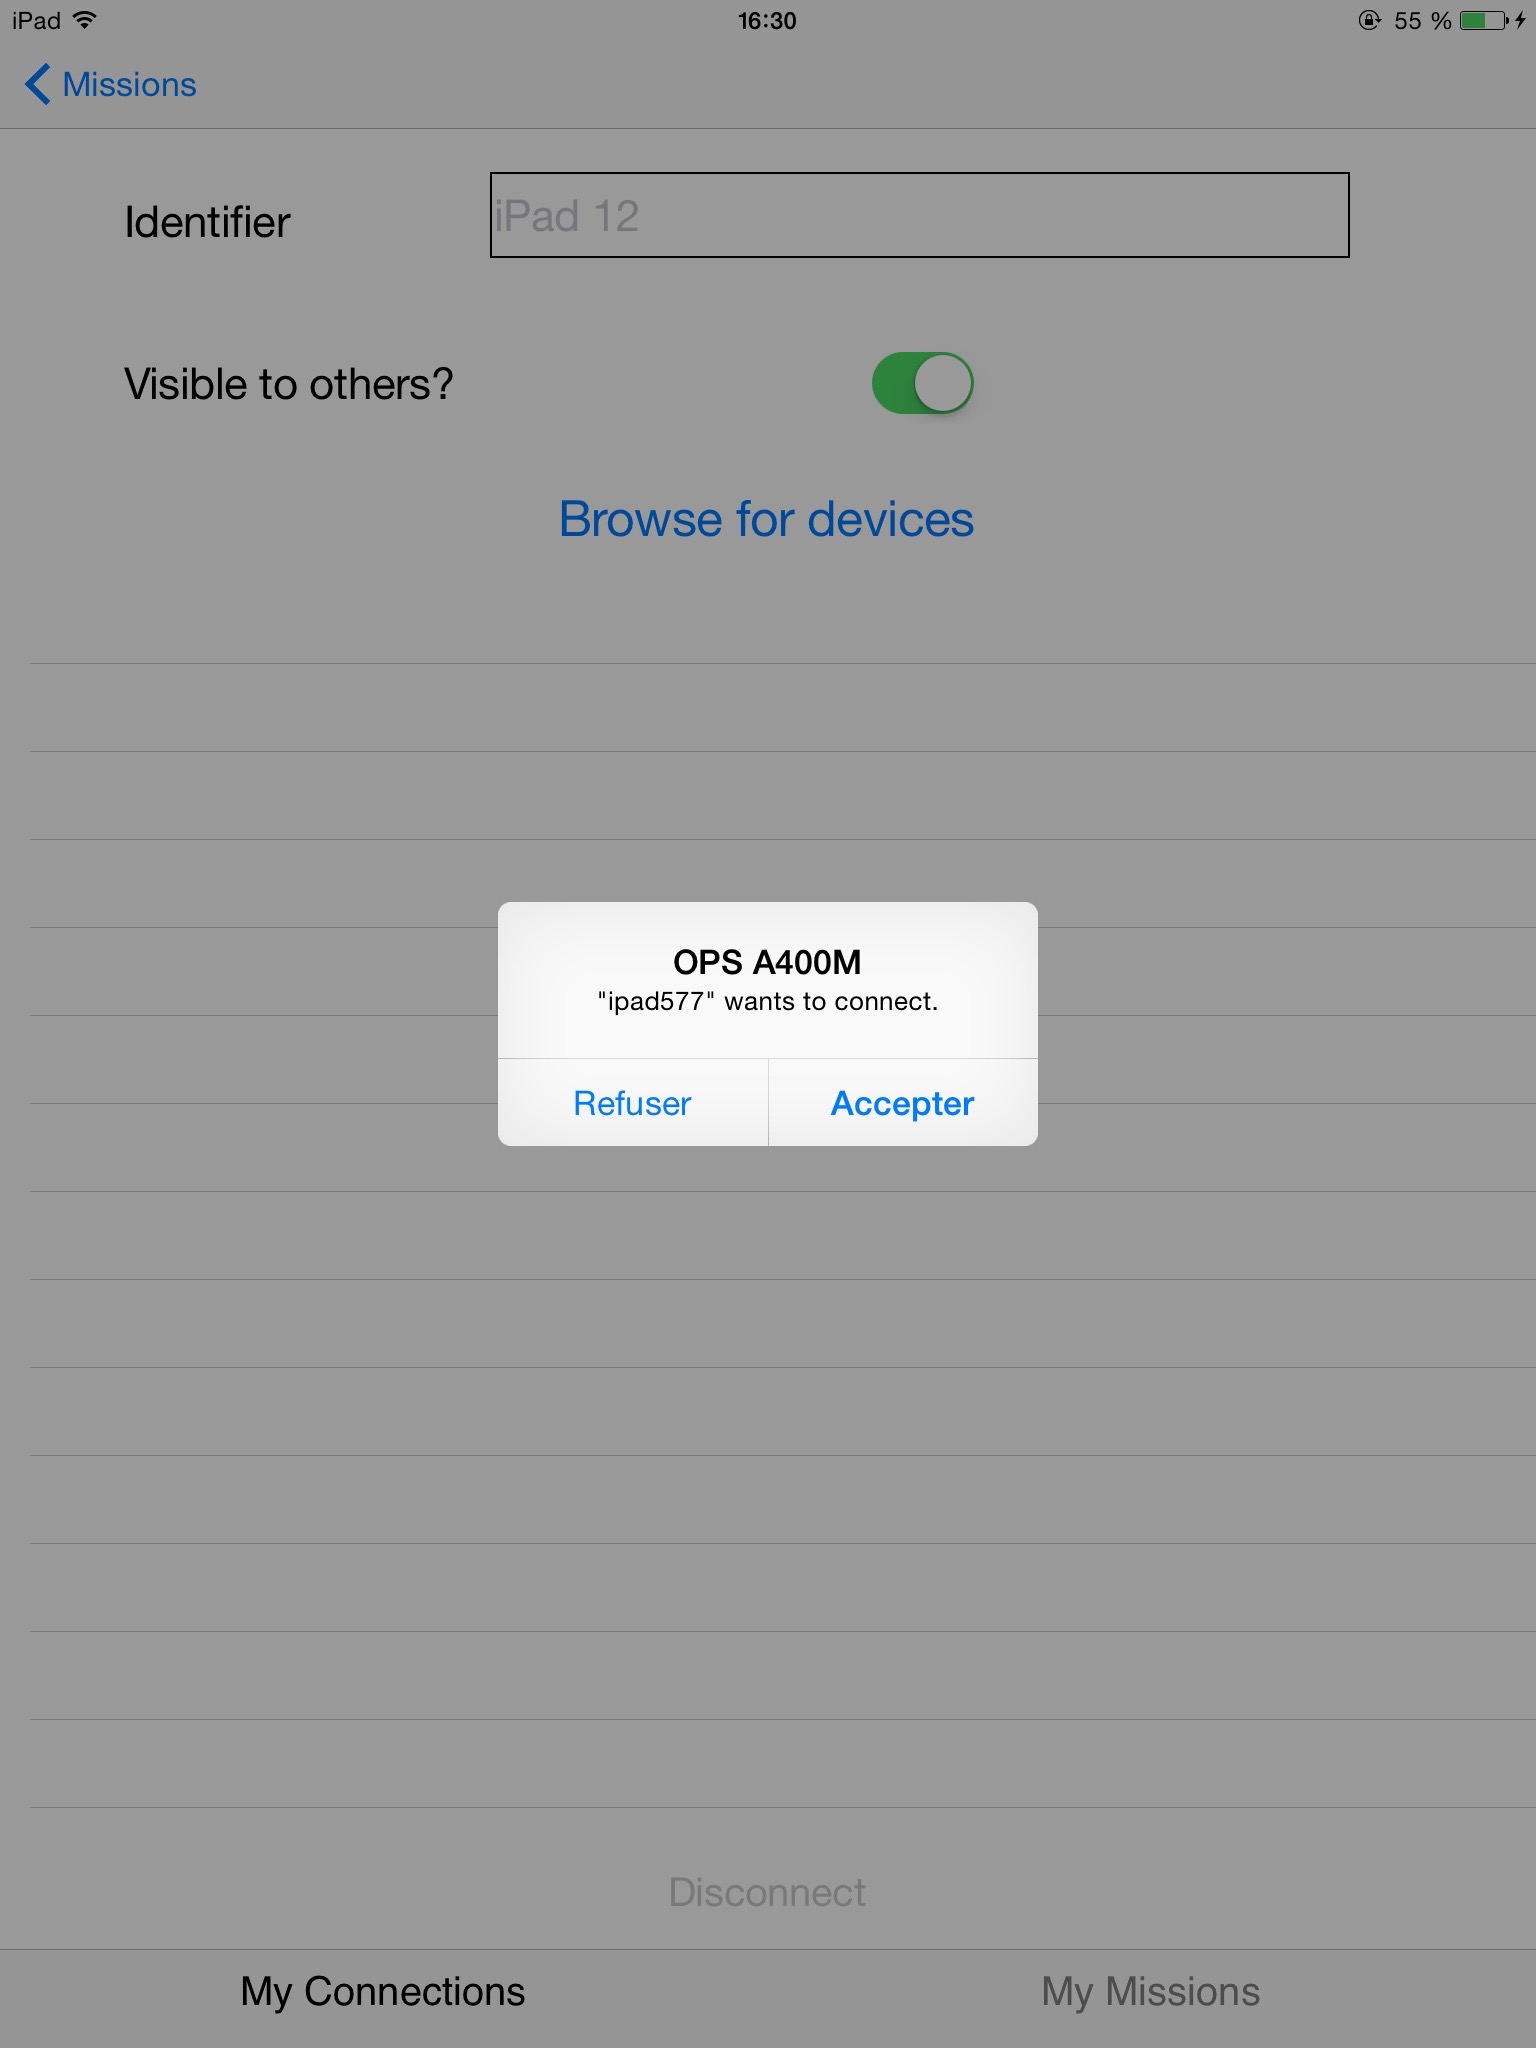 iPad 16:30 55 %
Missions
Identifier iPad 12
Visible to others?
Browse for devices
OPS A400M
"ipad577" wants to connect.
Refuser Accepter
Disconnect
My Connections My Missions